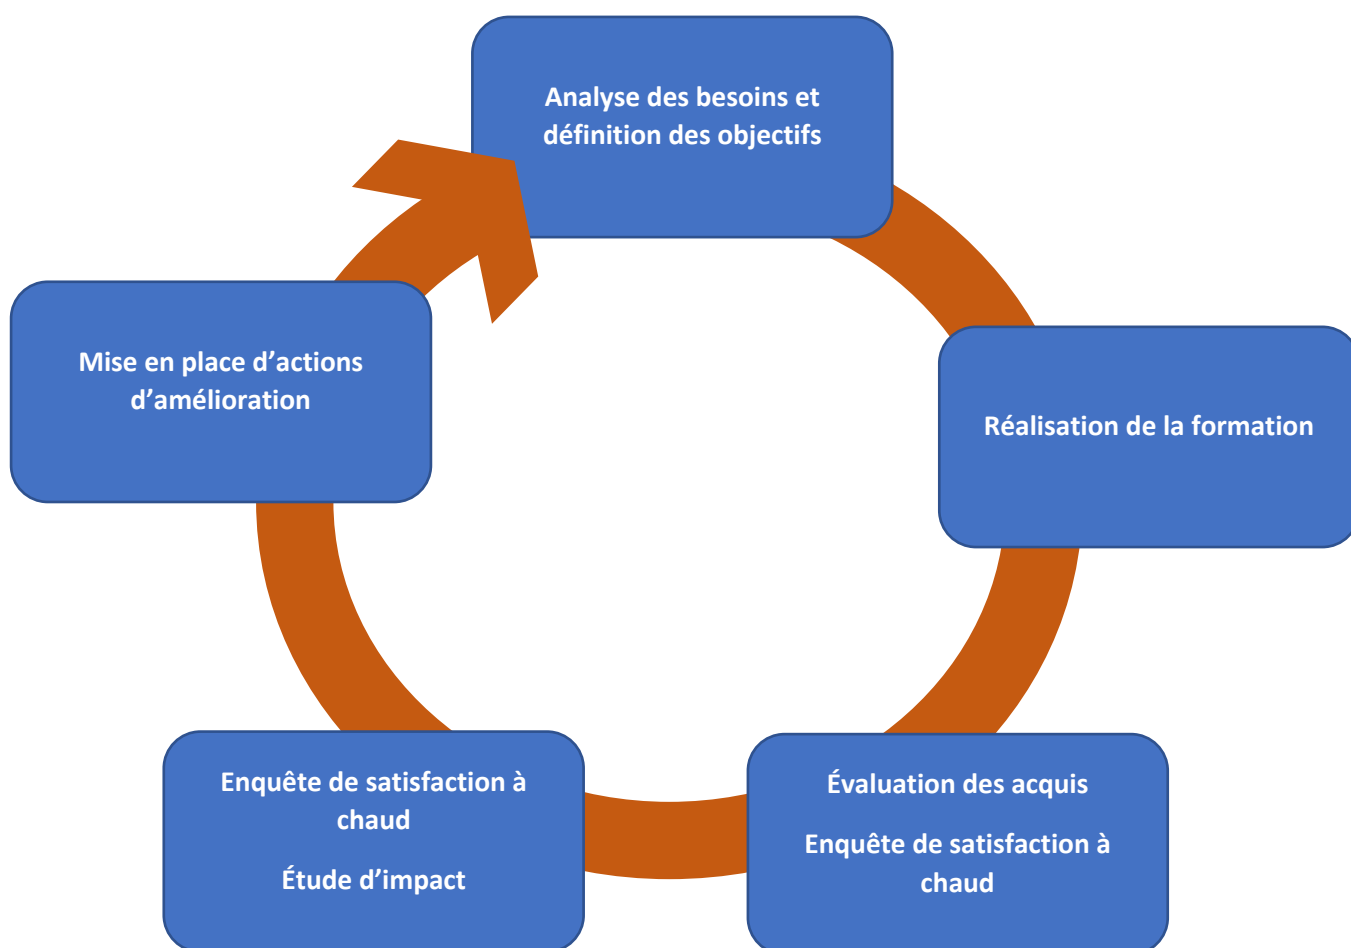 Analyse des besoins et
définition des objectifs
Réalisation de la formation
Évaluation des acquis
Enquête de satisfaction à
chaud
Enquête de satisfaction à
chaud
Étude d’impact
Mise en place d’actions
d’amélioration